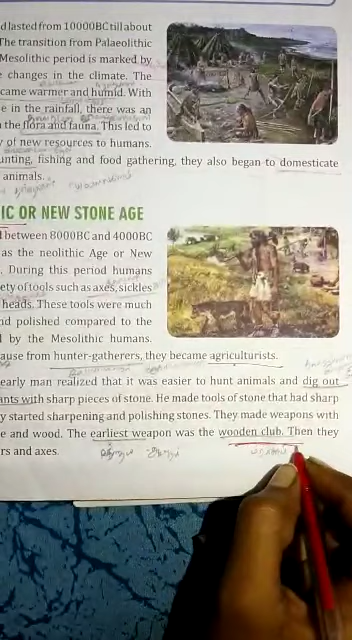 d lasted from 10000BC till about
The transition from Palaeolithic
Mesolithic period is marked by
e changes in the climate. The
came warmer and humid. With
e in the rainfall, there was an
n the flora and fauna. This led to
y of new resources to humans.
unting, fishing and food gathering, they also began to domesticate
animals.
IC OR NEW STONE AGE
l between 8000BC and 4000BC
as the neolithic Age or New
. During this period humans
ety of tools such as axes, sickles
heads. These tools were much
nd polished compared to the
l by the Mesolithic humans.
ause from hunter-gatherers, they became agriculturists.
early man realized that it was easier to hunt animals and dig out
ants with sharp pieces of stone. He made tools of stone that had sharp
y started sharpening and polishing stones. They made weapons with
e and wood. The earliest weapon was the wooden club. Then they
rs and axes